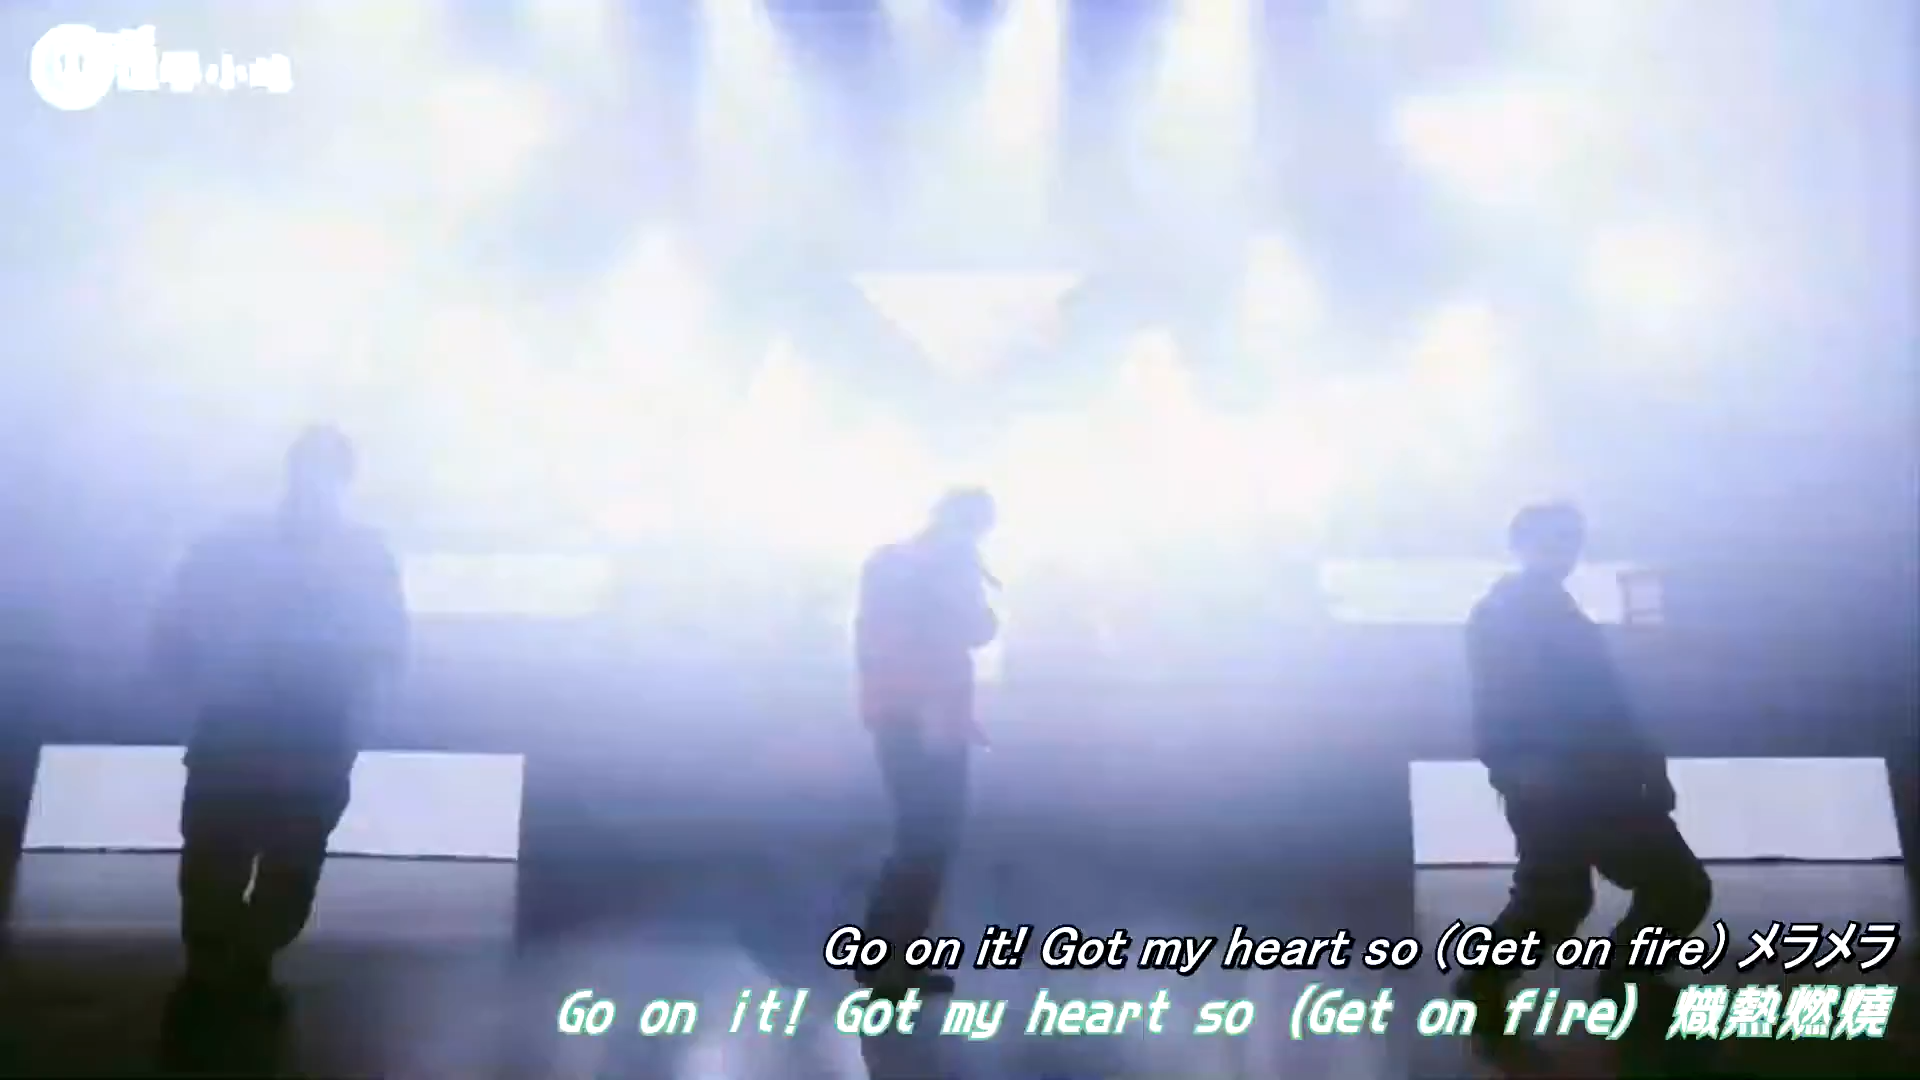 Go on it! Got my heart so (Get on fire) メラメラ
Go on it! Got my heart so (Get on fire) 熾熱燃燒